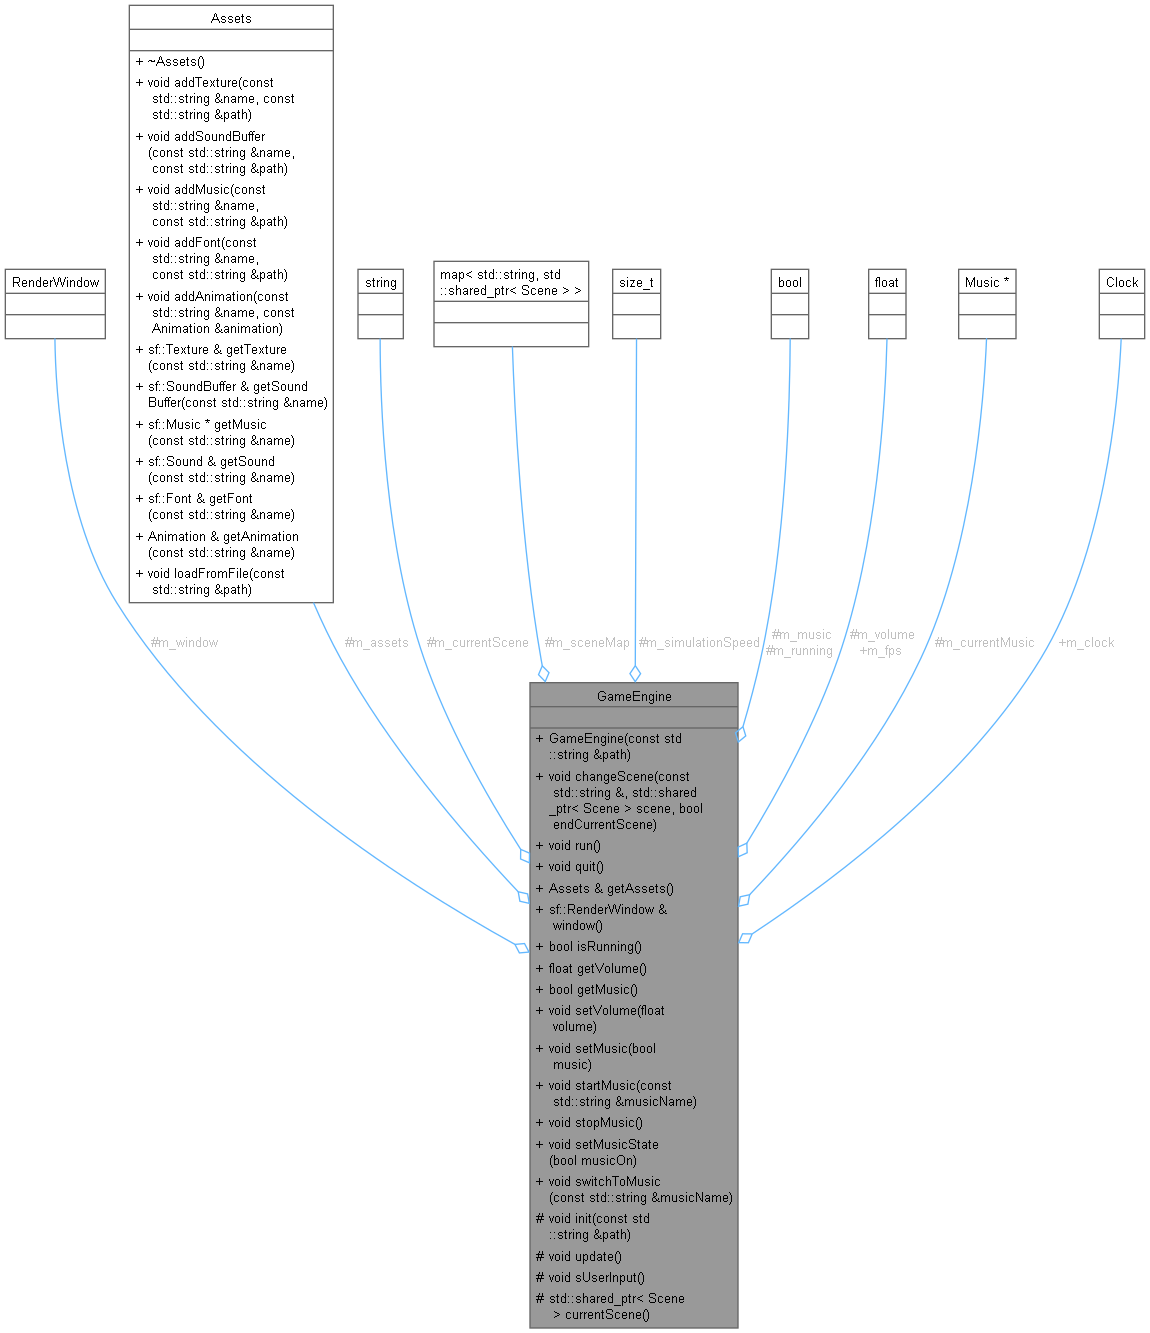 Assets
+ ~Assets()
+ void addTexture(const
std::string &name, const
std::string &path)
+ void addSoundBuffer
(const std::string &name,
const std::string &path)
+ void addMusic(const
std::string &name,
const std::string &path)
+ void addFont(const
std::string &name,
const std::string &path)
+ void addAnimation(const
std::string &name, const
Animation &animation)
+ sf::Texture & getTexture
(const std::string &name)
+ sf::SoundBuffer & getSound
Buffer(const std::string &name)
+ sf::Music * getMusic
(const std::string &name)
+ sf::Sound & getSound
(const std::string &name)
+ sf::Font & getFont
(const std::string &name)
+ Animation & getAnimation
(const std::string &name)
+ void loadFromFile(const
std::string &path)
RenderWindow
string
map< std::string, std
::shared_ptr< Scene > >
size_t
bool
float
Music *
Clock
#m_window
#m_assets
#m_currentScene
#m_sceneMap
#m_simulationSpeed
#m_music
#m_running
#m_volume
+m_fps
#m_currentMusic
+m_clock
GameEngine
+ GameEngine(const std
::string &path)
+ void changeScene(const
std::string &, std::shared
_ptr< Scene > scene, bool
endCurrentScene)
+ void run()
+ void quit()
+ Assets & getAssets()
+ sf::RenderWindow &
window()
+ bool isRunning()
+ float getVolume()
+ bool getMusic()
+ void setVolume(float
volume)
+ void setMusic(bool
music)
+ void startMusic(const
std::string &musicName)
+ void stopMusic()
+ void setMusicState
(bool musicOn)
+ void switchToMusic
(const std::string &musicName)
# void init(const std
::string &path)
# void update()
# void sUserInput()
# std::shared_ptr< Scene
> currentScene()